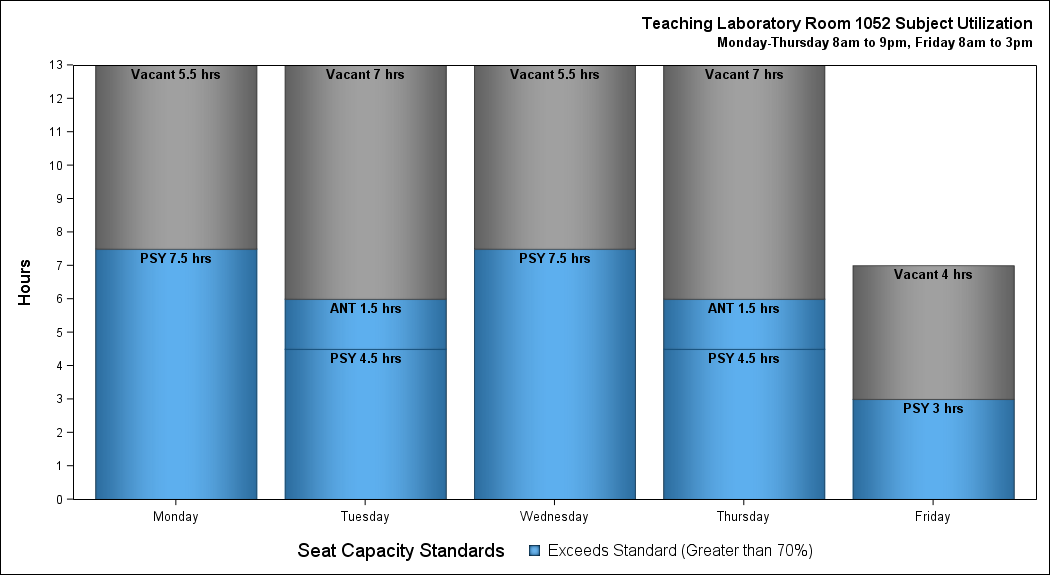 Teaching Laboratory Room 1052 Subject Utilization
Monday-Thursday 8am to 9pm, Friday 8am to 3pm
Hours
13
12
11
10
9
8
7
6
5
4
3
2
1
0
Vacant 5.5 hrs
PSY 7.5 hrs
Vacant 7 hrs
ANT 1.5 hrs
PSY 4.5 hrs
Vacant 5.5 hrs
PSY 7.5 hrs
Vacant 7 hrs
ANT 1.5 hrs
PSY 4.5 hrs
Vacant 4 hrs
PSY 3 hrs
Monday Tuesday Wednesday Thursday Friday
Seat Capacity Standards Exceeds Standard (Greater than 70%)